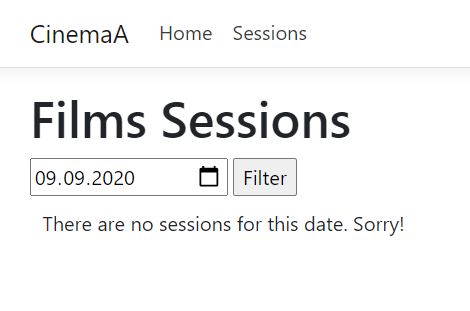 CinemaA Home Sessions
Films Sessions
09.09.2020 Filter
There are no sessions for this date. Sorry!